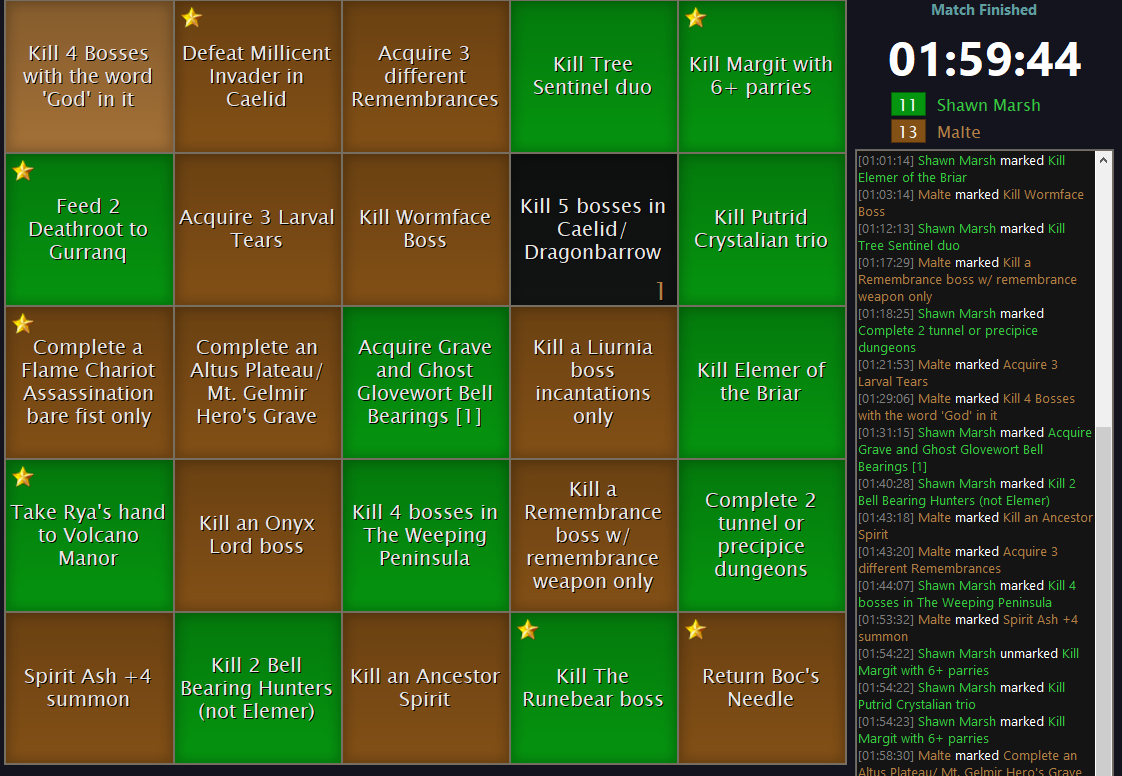 Kill 4 Bosses
with the word
'God' in it
Defeat Millicent
Invader in
Caelid
Acquire 3
different
Remembrances
Kill Tree
Sentinel duo
Kill Margit with
6+ parries
Feed 2
Deathroot to
Gurranq
Acquire 3 Larval
Tears
Kill Wormface
Boss
Kill 5 bosses in
Caelid/
Dragonbarrow
1
Kill Putrid
Crystalian trio
Complete a
Flame Chariot
Assassination
bare fist only
Complete an
Altus Plateau/
Mt. Gelmir
Hero's Grave
Acquire Grave
and Ghost
Glovewort Bell
Bearings [1]
Kill a Liurnia
boss
incantations
only
Kill Elemer of
the Briar
Take Rya's hand
to Volcano
Manor
Kill an Onyx
Lord boss
Kill 4 bosses in
The Weeping
Peninsula
Kill a
Remembrance
boss w/
remembrance
weapon only
Complete 2
tunnel or
precipice
dungeons
Spirit Ash +4
summon
Kill 2 Bell
Bearing Hunters
(not Elemer)
Kill an Ancestor
Spirit
Kill The
Runebear boss
Return Boc's
Needle
Match Finished
01:59:44
11 Shawn Marsh
13 Malte
[01:01:14] Shawn Marsh marked Kill
Elemer of the Briar
[01:03:14] Malte marked Kill Wormface
Boss
[01:12:13] Shawn Marsh marked Kill
Tree Sentinel duo
[01:17:29] Malte marked Kill a
Remembrance boss w/ remembrance
weapon only
[01:18:25] Shawn Marsh marked
Complete 2 tunnel or precipice
dungeons
[01:21:53] Malte marked Acquire 3
Larval Tears
[01:29:06] Malte marked Kill 4 Bosses
with the word 'God' in it
[01:31:15] Shawn Marsh marked Acquire
Grave and Ghost Glovewort Bell
Bearings [1]
[01:40:28] Shawn Marsh marked Kill 2
Bell Bearing Hunters (not Elemer)
[01:43:18] Malte marked Kill an Ancestor
Spirit
[01:43:20] Malte marked Acquire 3
different Remembrances
[01:44:07] Shawn Marsh marked Kill 4
bosses in The Weeping Peninsula
[01:53:32] Malte marked Spirit Ash +4
summon
[01:54:22] Shawn Marsh unmarked Kill
Margit with 6+ parries
[01:54:22] Shawn Marsh marked Kill
Putrid Crystalian trio
[01:54:23] Shawn Marsh marked Kill
Margit with 6+ parries
[01:58:30] Malte marked Complete an
Altus Plateau/ Mt. Gelmir Hero's Grave